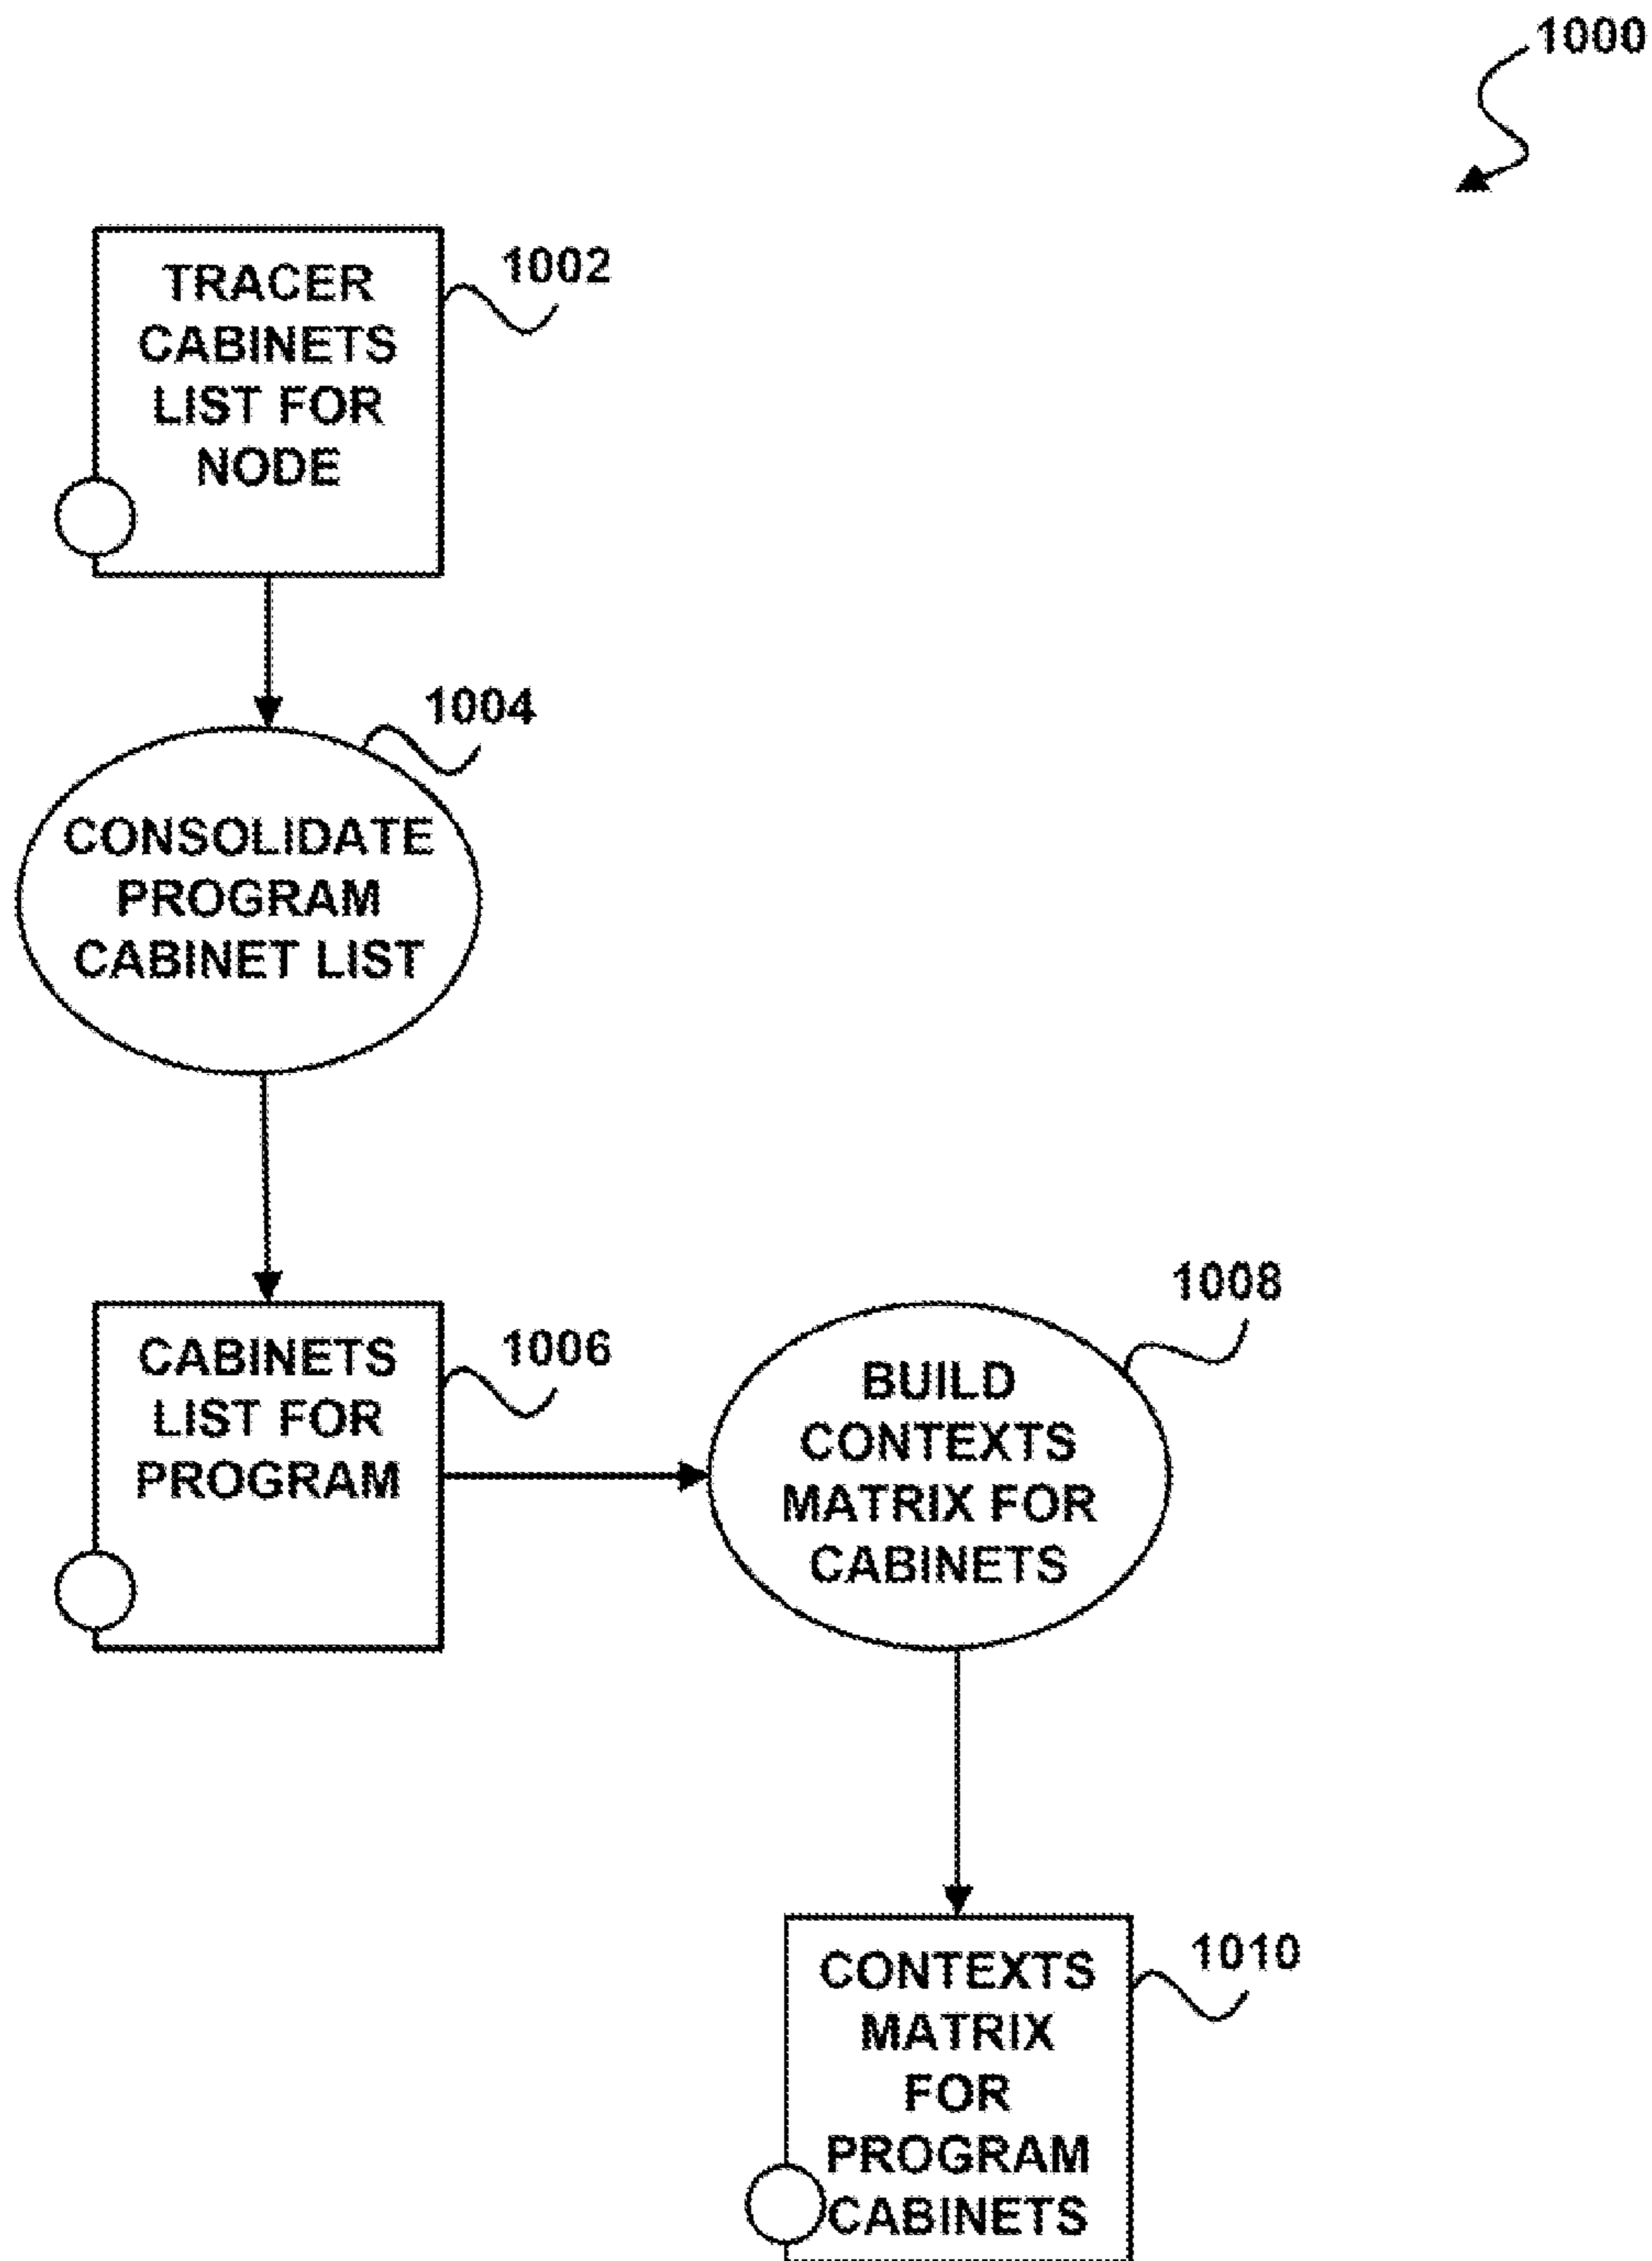 1000
TRACER
CABINETS
LIST FOR
NODE
1002
1004
CONSOLIDATE
PROGRAM
CABINET LIST
CABINETS
LIST FOR
PROGRAM
1006
1008
BUILD
CONTEXTS
MATRIX FOR
CABINETS
CONTEXTS
MATRIX
FOR
PROGRAM
CABINETS
1010